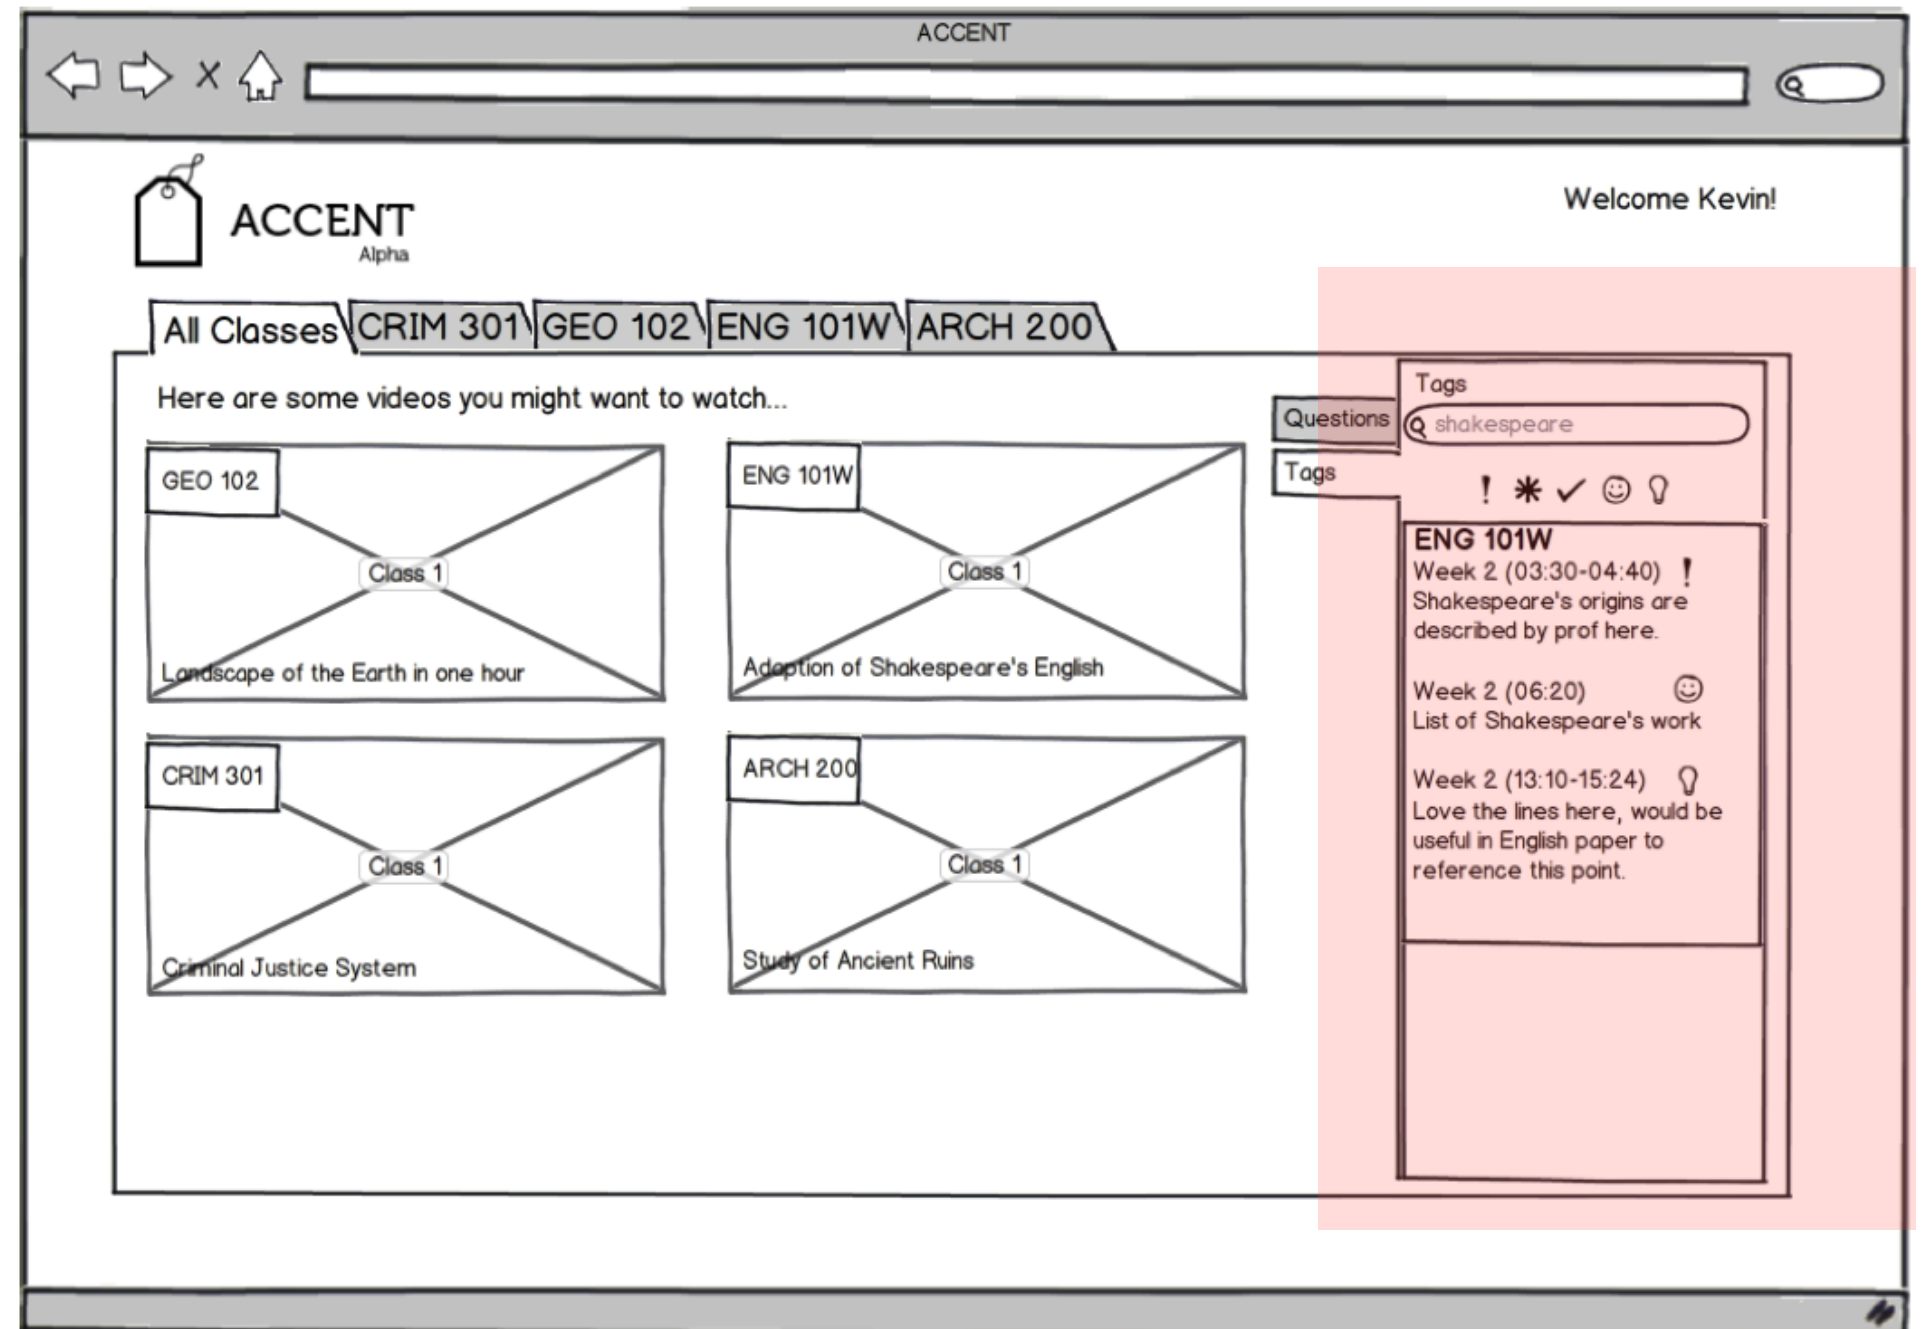 ACCENT
ACCENT
Alpha
Welcome Kevin!
All Classes
CRIM 301
GEO 102
ENG 101W
ARCH 200
Here are some videos you might want to watch...
GEO 102
Class 1
Landscape of the Earth in one hour
ENG 101W
Class 1
Adaption of Shakespeare's English
CRIM 301
Class 1
Criminal Justice System
ARCH 200
Class 1
Study of Ancient Ruins
Questions
Tags
Tags
shakespeare
ENG 101W
Week 2 (03:30-04:40)
Shakespeare's origins are
described by prof here.
Week 2 (06:20)
List of Shakespeare's work
Week 2 (13:10-15:24)
Love the lines here, would be
useful in English paper to
reference this point.